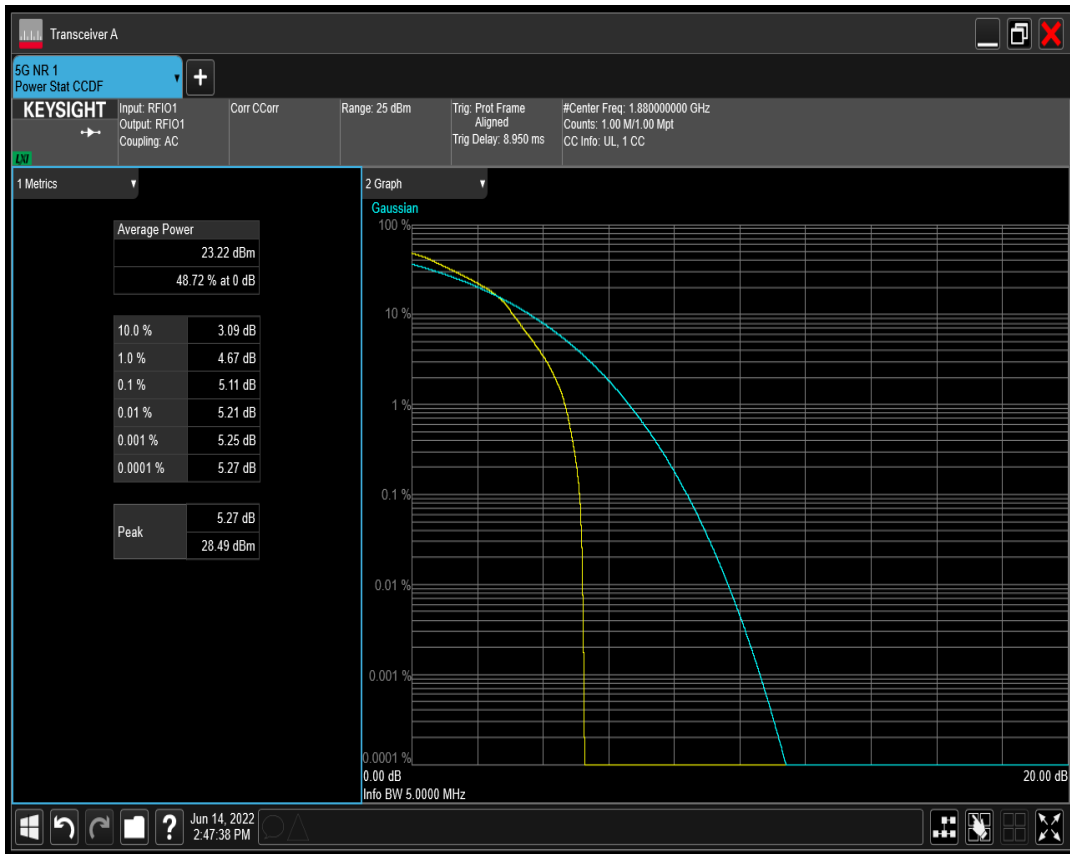 Transceiver A
5G NR 1
Power Stat CCDF
+
KEYSIGHT
LXI
Input: RFIO1
Output: RFIO1
Coupling: AC
Corr CCorr
Range: 25 dBm
Trig: Prot Frame
Aligned
Trig Delay: 8.950 ms
#Center Freq: 1.880000000 GHz
Counts: 1.00 M/1.00 Mpt
CC Info: UL, 1 CC
1 Metrics
Average Power
23.22 dBm
48.72 % at 0 dB
10.0 % 3.09 dB
1.0 % 4.67 dB
0.1 % 5.11 dB
0.01 % 5.21 dB
0.001 % 5.25 dB
0.0001 % 5.27 dB
Peak
5.27 dB
28.49 dBm
2 Graph
Gaussian
100 %
10 %
1 %
0.1 %
0.01 %
0.001 %
0.0001 %
0.00 dB 20.00 dB
Info BW 5.0000 MHz
?
Jun 14, 2022
2:47:38 PM